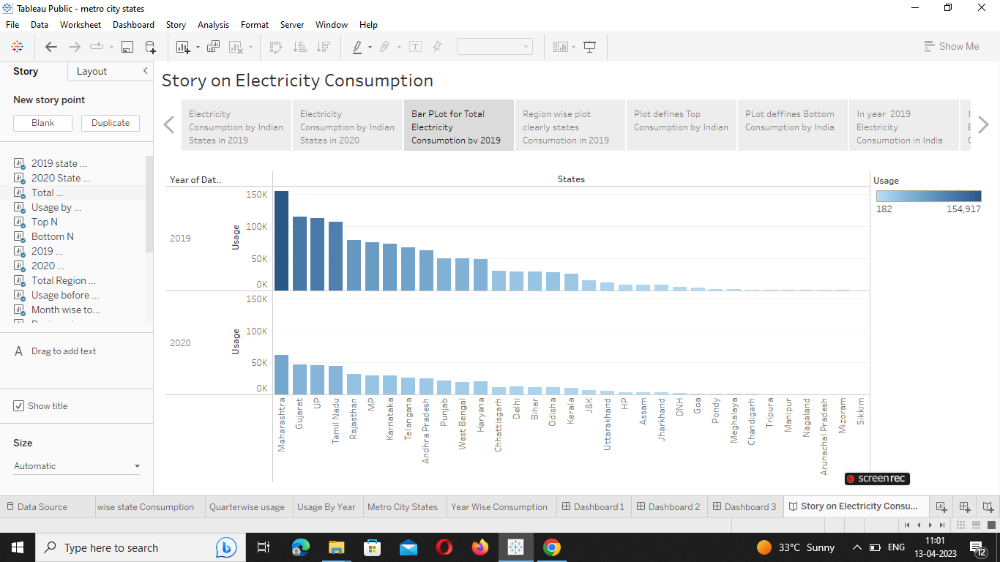 Tableau Public - metro city states
File Data Worksheet Dashboard Story Analysis Format Server Window Help
Show Me
Story Layout
New story point
Blank Duplicate
2019 state ...
2020 State ...
Total ...
Usage by ...
Top N
Bottom N
2019 ...
2020 ...
Total Region ...
Usage before ...
Month wise to...
A Drag to add text
Show title
Size
Automatic
Story on Electricity Consumption
Electricity
Consumption by Indian
States in 2019
Electricity
Consumption by Indian
States in 2020
Bar PLot for Total
Electricity
Consumption by 2019
Region wise plot
clearly states
Consumption in 2019
Plot defines Top
Consumption by Indian
PLot deffines Bottom
Consumption by India
In year 2019
Electricity
Consumption in India
Year of Dat..
States
2019
Usage
150K
100K
50K
0K
2020
Usage
150K
100K
50K
0K
Maharashtra
Gujarat
UP
Tamil Nadu
Rajasthan
MP
Karnataka
Telangana
Andhra Pradesh
Punjab
West Bengal
Haryana
Chhattisgarh
Delhi
Bihar
Odisha
Kerala
J&K
Uttarakhand
HP
Assam
Jharkhand
DNH
Goa
Pondy
Meghalaya
Chandigarh
Tripura
Manipur
Nagaland
Arunachal Pradesh
Mizoram
Sikkim
Usage
182 154,917
screenrec
Data Source wise state Consumption Quarterwise usage Usage By Year Metro City States Year Wise Consumption Dashboard 1 Dashboard 2 Dashboard 3 Story on Electricity Consu...
Type here to search
33°C Sunny
ENG
11:01
13-04-2023
12